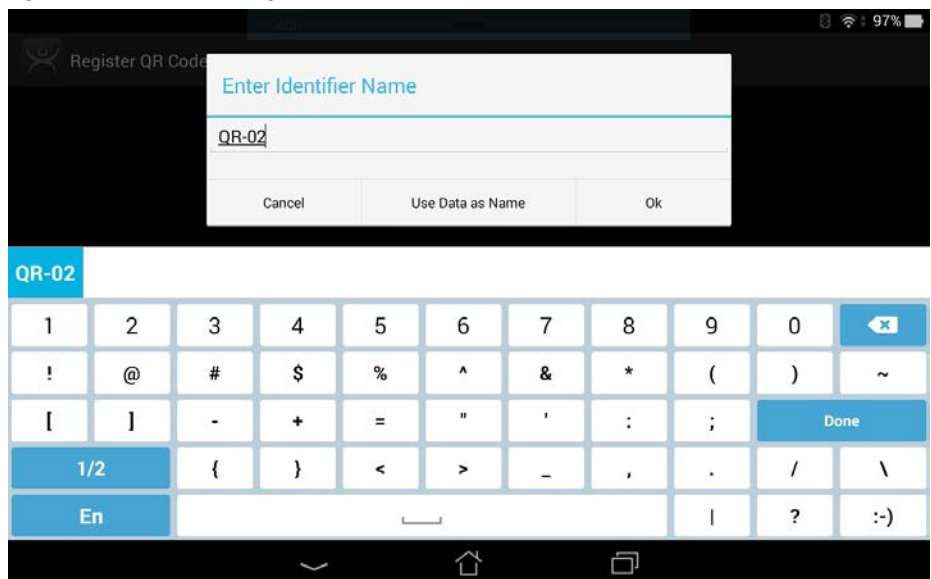 97%
Register QR Code
Enter Identifier Name
QR-02
Cancel Use Data as Name Ok
QR-02
1 2 3 4 5 6 7 8 9 0
! @ # $ % ^ & * ( ) ~
[ ] - + = " ' : ; Done
1/2 { } < > _ , . / \
En | ? :-)